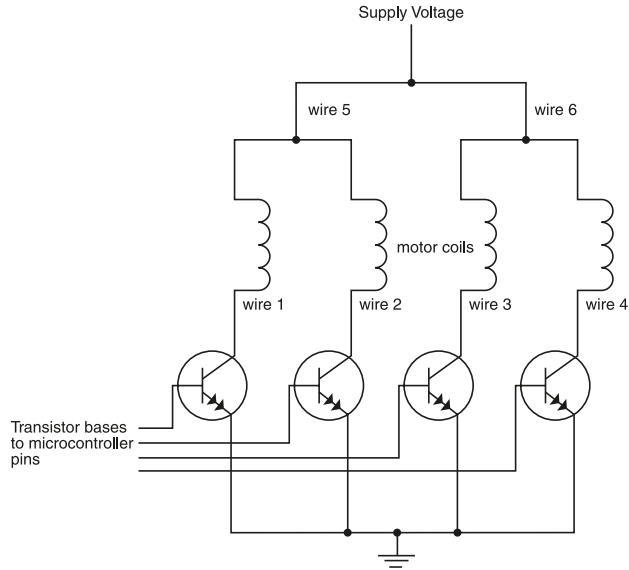 Supply Voltage
wire 5
wire 6
motor coils
wire 1
wire 2
wire 3
wire 4
Transistor bases
to microcontroller
pins